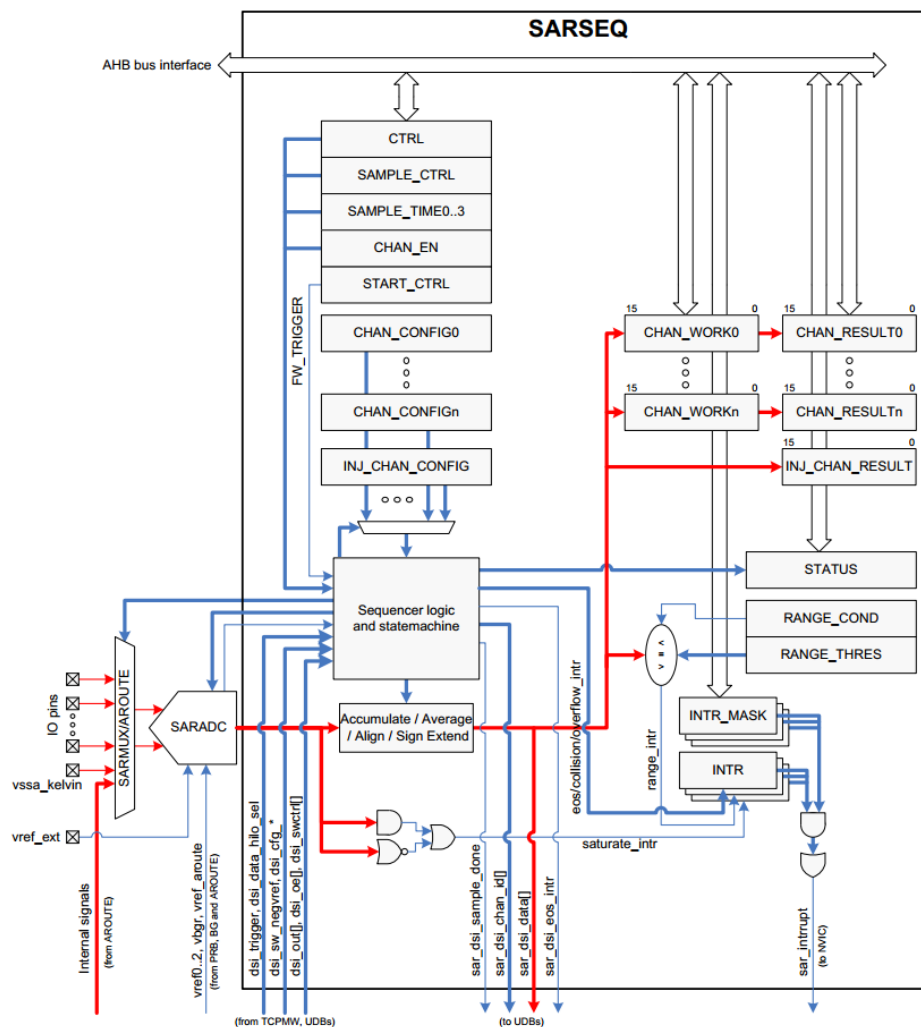 SARSEQ
AHB bus interface
CTRL
SAMPLE_CTRL
SAMPLE_TIME0..3
CHAN_EN
START_CTRL
FW_TRIGGER
CHAN_CONFIG0
CHAN_CONFIGn
INJ_CHAN_CONFIG
15
0
CHAN_WORK0
15
0
CHAN_RESULT0
15
0
CHAN_WORKn
15
0
CHAN_RESULTn
15
0
INJ_CHAN_RESULT
STATUS
Sequencer logic
and statemachine
RANGE_COND
RANGE_THRES
< = >
SARMUX/AROUTE
SARADC
Accumulate / Average
/ Align / Sign Extend
IO pins
vssa_kelvin
vref_ext
eos/collision/overflow_intr
range_intr
INTR_MASK
INTR
saturate_intr
Internal signals
(from AROUTE)
vref0..2, vbgr, vref_aroute
(from PRB, BG and AROUTE)
dsi_trigger, dsi_data_hilo_sel
dsi_sw_negvref, dsi_cfg_*
dsi_out[], dsi_oe[], dsi_swctrl[]
sar_dsi_sample_done
sar_dsi_chan_id[]
sar_dsi_data[]
sar_dsi_eos_intr
sar_intrrupt
(to NVIC)
(from TCPMW, UDBs)
(to UDBs)